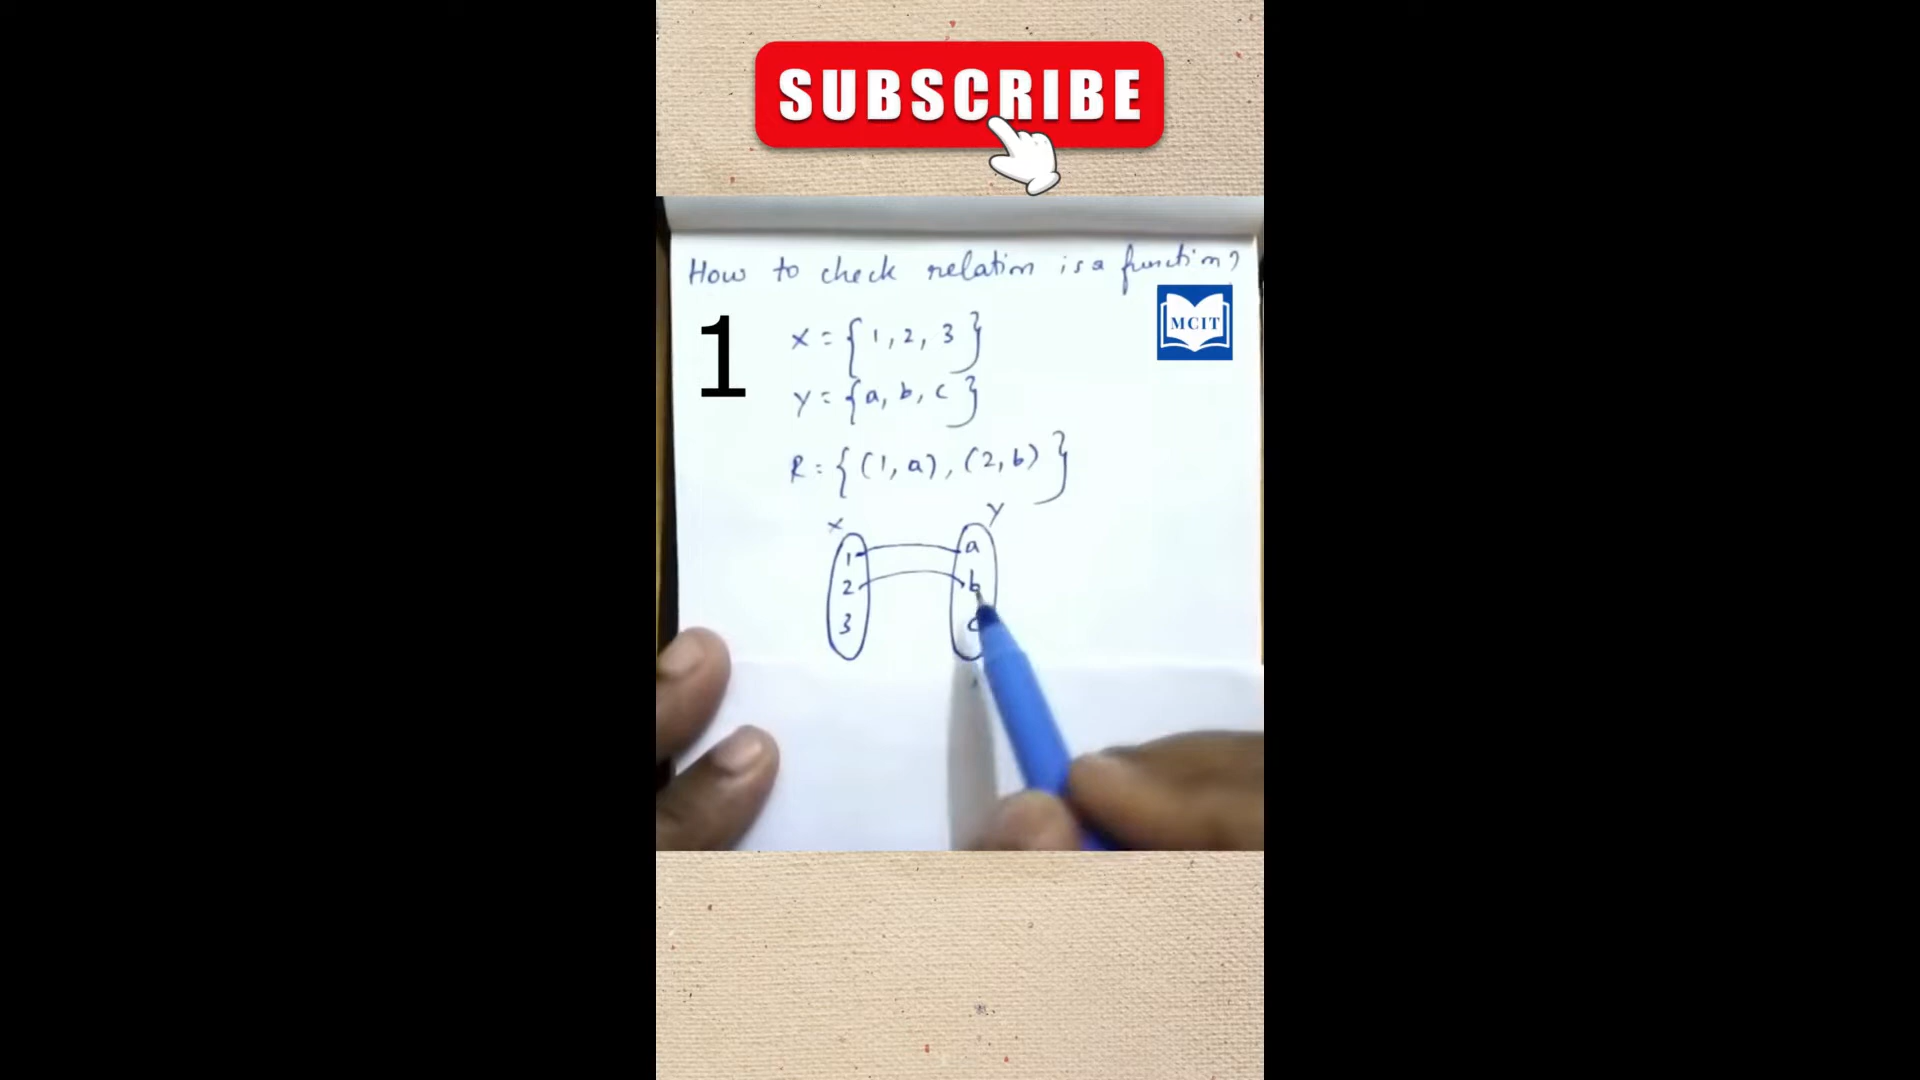 SUBSCRIBE
How to check relation is a function?
MCIT
1
X = {1, 2, 3}
Y = {a, b, c}
R = {(1, a), (2, b)}
X Y
1 a
2 b
3 c